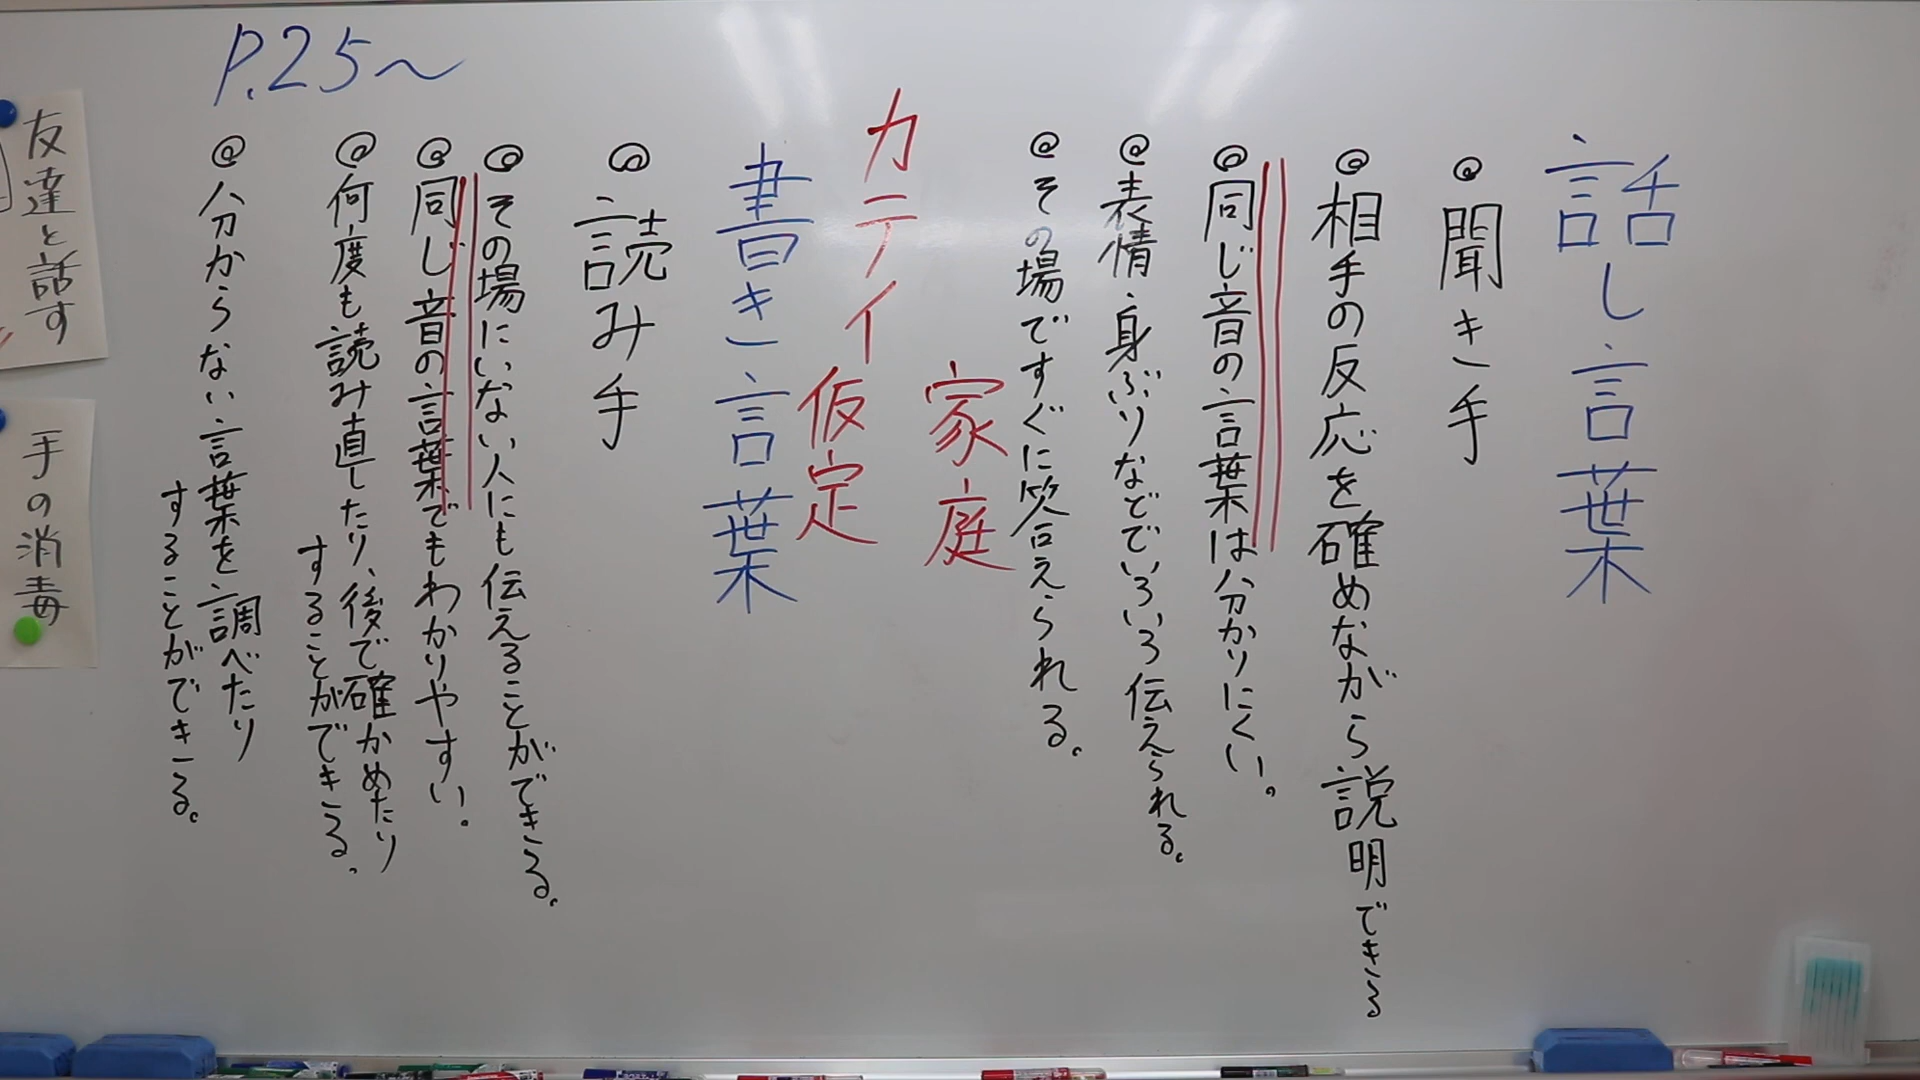 話し言葉
◎聞き手
◎相手の反応を確めながら説明できる
◎同じ音の言葉は分かりにくい。
◎表情・身ぶりなどでいろいろ伝えられる。
◎その場ですぐに答えられる。
カテイ
家庭
仮定
書き言葉
◎読み手
◎その場にいない人にも伝えることができる。
◎同じ音の言葉でもわかりやすい。
◎何度も読み直したり、後で確かめたり
することができる。
◎分からない言葉を調べたり
することができる。
P.25〜
友達と話す
手の消毒